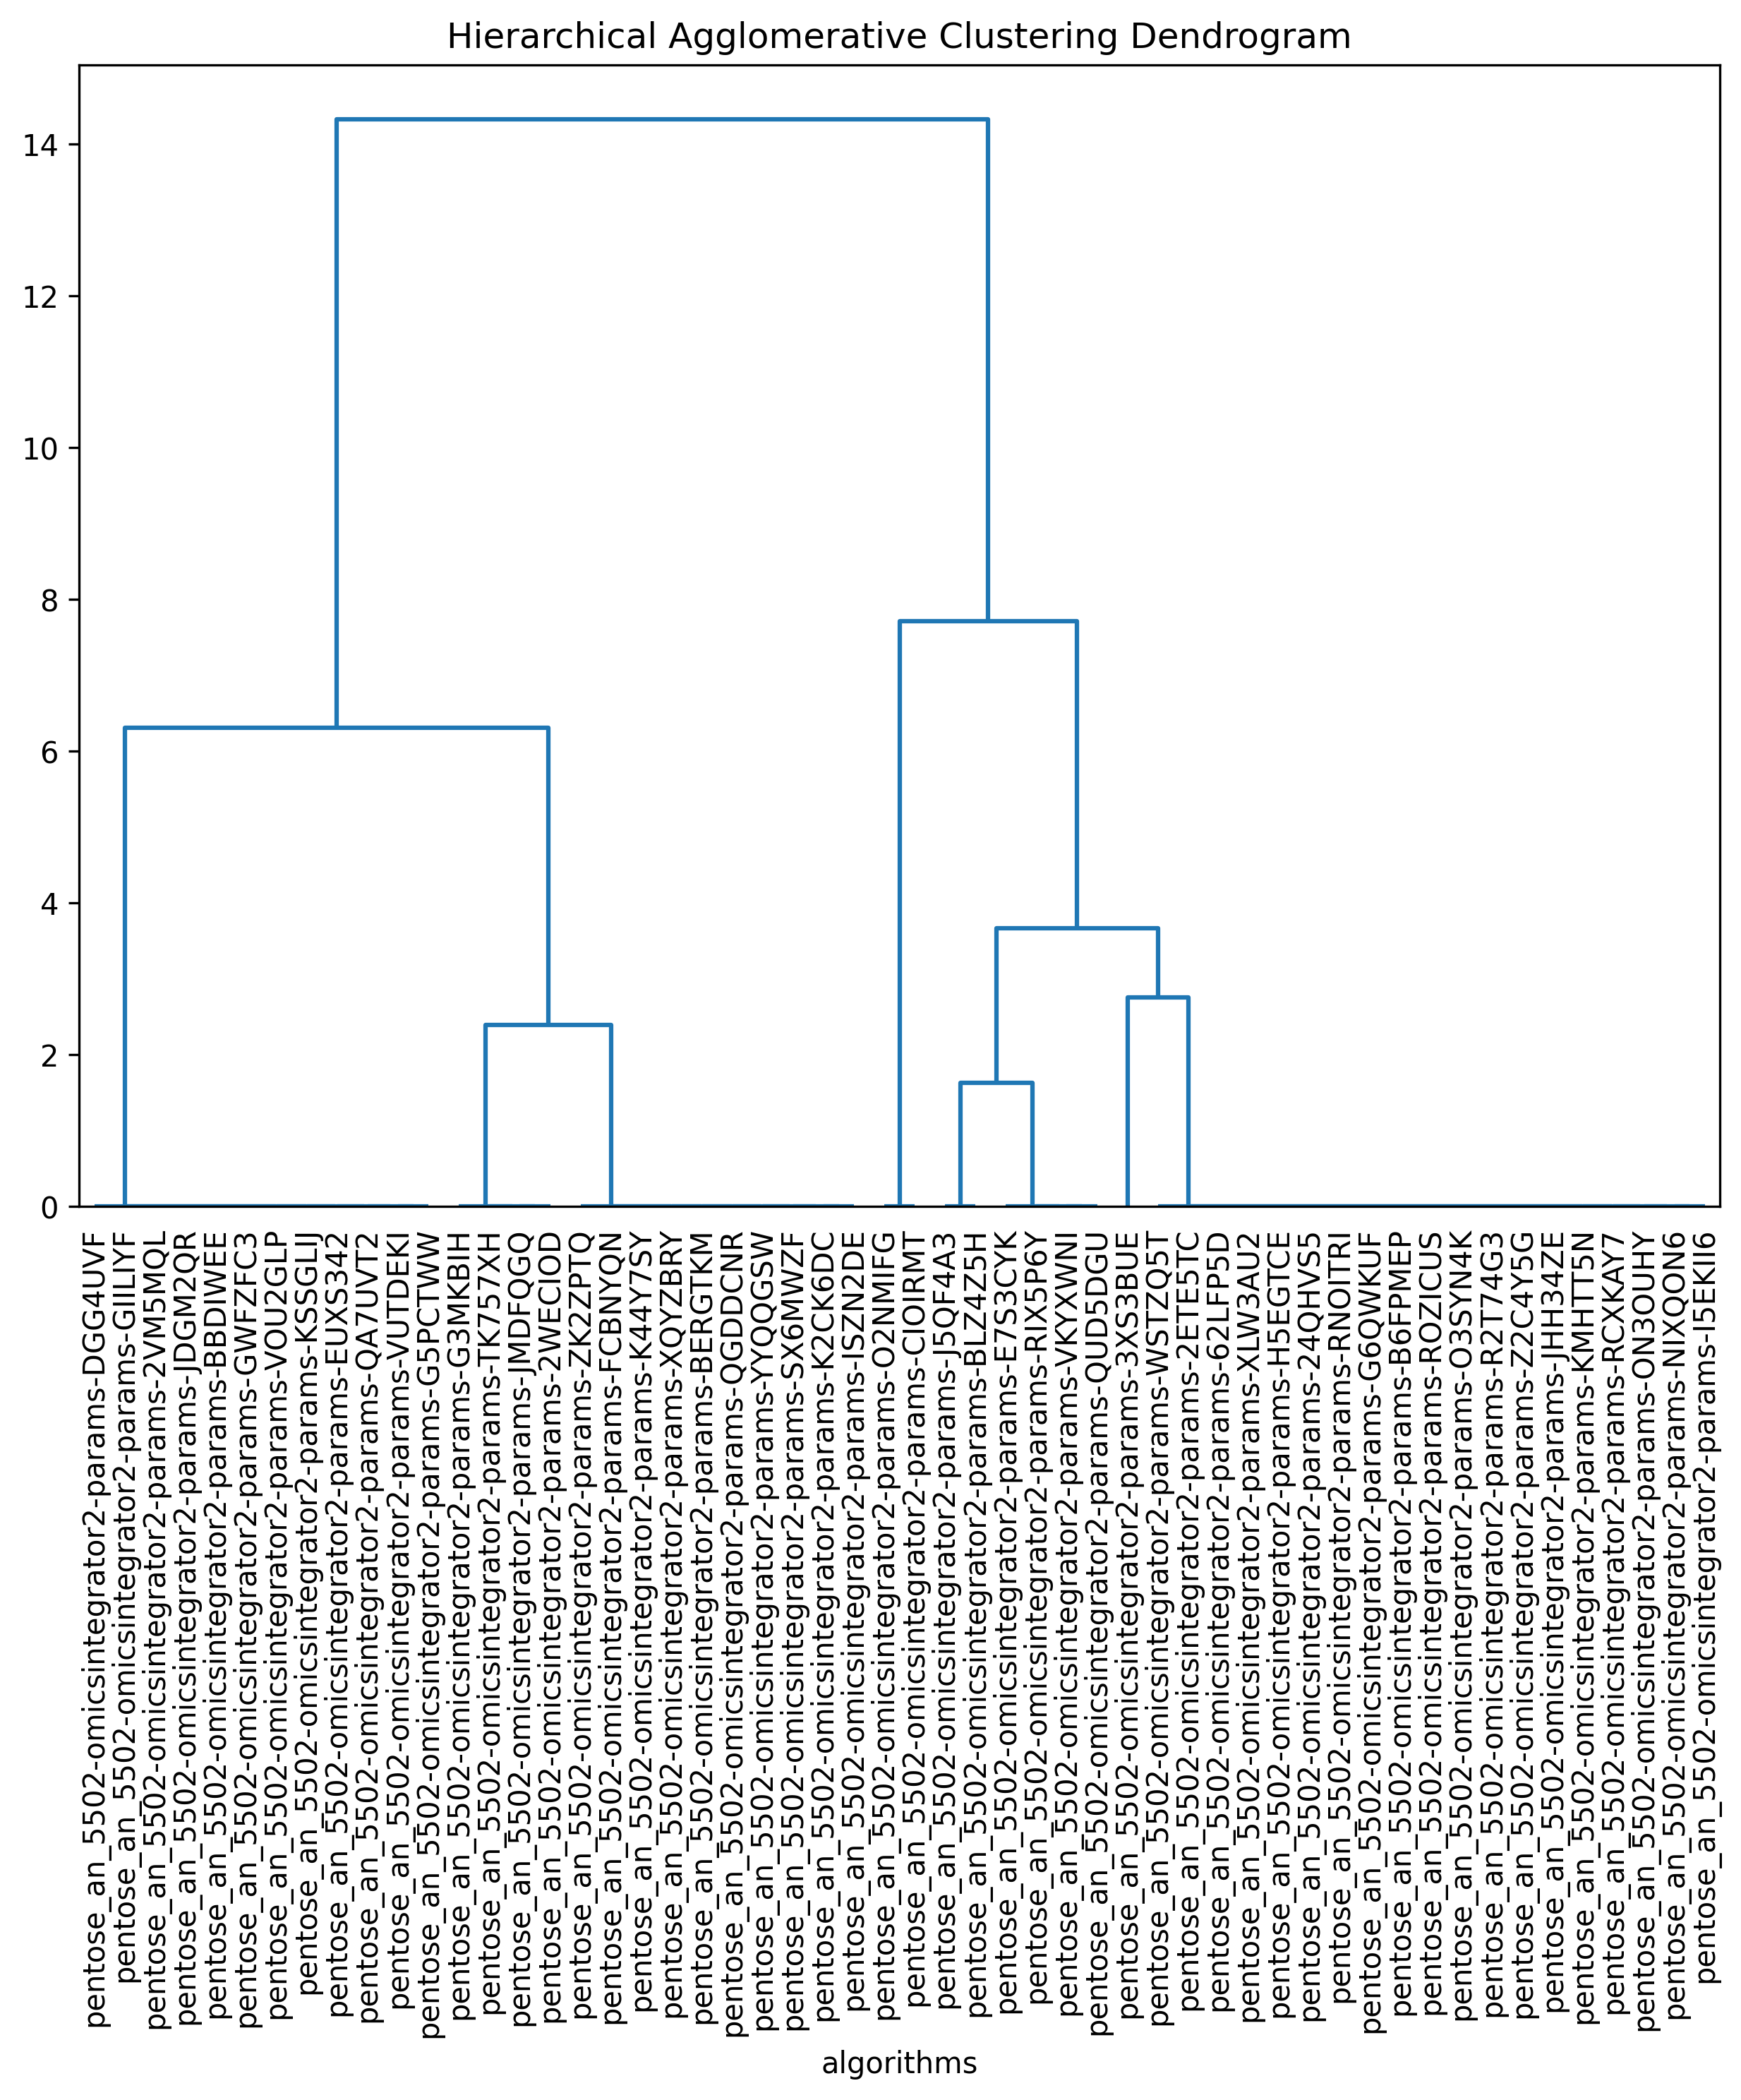 Hierarchical Agglomerative Clustering Dendrogram
14
12
10
8
6
4
2
0
pentose_an_5502-omicsintegrator2-params-DGG4UVF
pentose_an_5502-omicsintegrator2-params-GIILIYF
pentose_an_5502-omicsintegrator2-params-2VM5MQL
pentose_an_5502-omicsintegrator2-params-JDGM2QR
pentose_an_5502-omicsintegrator2-params-BBDIWEE
pentose_an_5502-omicsintegrator2-params-GWFZFC3
pentose_an_5502-omicsintegrator2-params-VOU2GLP
pentose_an_5502-omicsintegrator2-params-KSSGLIJ
pentose_an_5502-omicsintegrator2-params-EUXS342
pentose_an_5502-omicsintegrator2-params-QA7UVT2
pentose_an_5502-omicsintegrator2-params-VUTDEKI
pentose_an_5502-omicsintegrator2-params-G5PCTWW
pentose_an_5502-omicsintegrator2-params-G3MKBIH
pentose_an_5502-omicsintegrator2-params-TK757XH
pentose_an_5502-omicsintegrator2-params-JMDFQGQ
pentose_an_5502-omicsintegrator2-params-2WECIOD
pentose_an_5502-omicsintegrator2-params-ZK2ZPTQ
pentose_an_5502-omicsintegrator2-params-FCBNYQN
pentose_an_5502-omicsintegrator2-params-K44Y7SY
pentose_an_5502-omicsintegrator2-params-XQYZBRY
pentose_an_5502-omicsintegrator2-params-BERGTKM
pentose_an_5502-omicsintegrator2-params-QGDDCNR
pentose_an_5502-omicsintegrator2-params-YYQQGSW
pentose_an_5502-omicsintegrator2-params-SX6MWZF
pentose_an_5502-omicsintegrator2-params-K2CK6DC
pentose_an_5502-omicsintegrator2-params-ISZN2DE
pentose_an_5502-omicsintegrator2-params-O2NMIFG
pentose_an_5502-omicsintegrator2-params-CIOIRMT
pentose_an_5502-omicsintegrator2-params-J5QF4A3
pentose_an_5502-omicsintegrator2-params-BLZ4Z5H
pentose_an_5502-omicsintegrator2-params-E7S3CYK
pentose_an_5502-omicsintegrator2-params-RIX5P6Y
pentose_an_5502-omicsintegrator2-params-VKYXWNI
pentose_an_5502-omicsintegrator2-params-QUD5DGU
pentose_an_5502-omicsintegrator2-params-3XS3BUE
pentose_an_5502-omicsintegrator2-params-WSTZQ5T
pentose_an_5502-omicsintegrator2-params-2ETE5TC
pentose_an_5502-omicsintegrator2-params-62LFP5D
pentose_an_5502-omicsintegrator2-params-XLW3AU2
pentose_an_5502-omicsintegrator2-params-H5EGTCE
pentose_an_5502-omicsintegrator2-params-24QHVS5
pentose_an_5502-omicsintegrator2-params-RNOITRI
pentose_an_5502-omicsintegrator2-params-G6QWKUF
pentose_an_5502-omicsintegrator2-params-B6FPMEP
pentose_an_5502-omicsintegrator2-params-ROZICUS
pentose_an_5502-omicsintegrator2-params-O3SYN4K
pentose_an_5502-omicsintegrator2-params-R2T74G3
pentose_an_5502-omicsintegrator2-params-Z2C4Y5G
pentose_an_5502-omicsintegrator2-params-JHH34ZE
pentose_an_5502-omicsintegrator2-params-KMHTT5N
pentose_an_5502-omicsintegrator2-params-RCXKAY7
pentose_an_5502-omicsintegrator2-params-ON3OUHY
pentose_an_5502-omicsintegrator2-params-NIXQON6
pentose_an_5502-omicsintegrator2-params-I5EKII6
algorithms